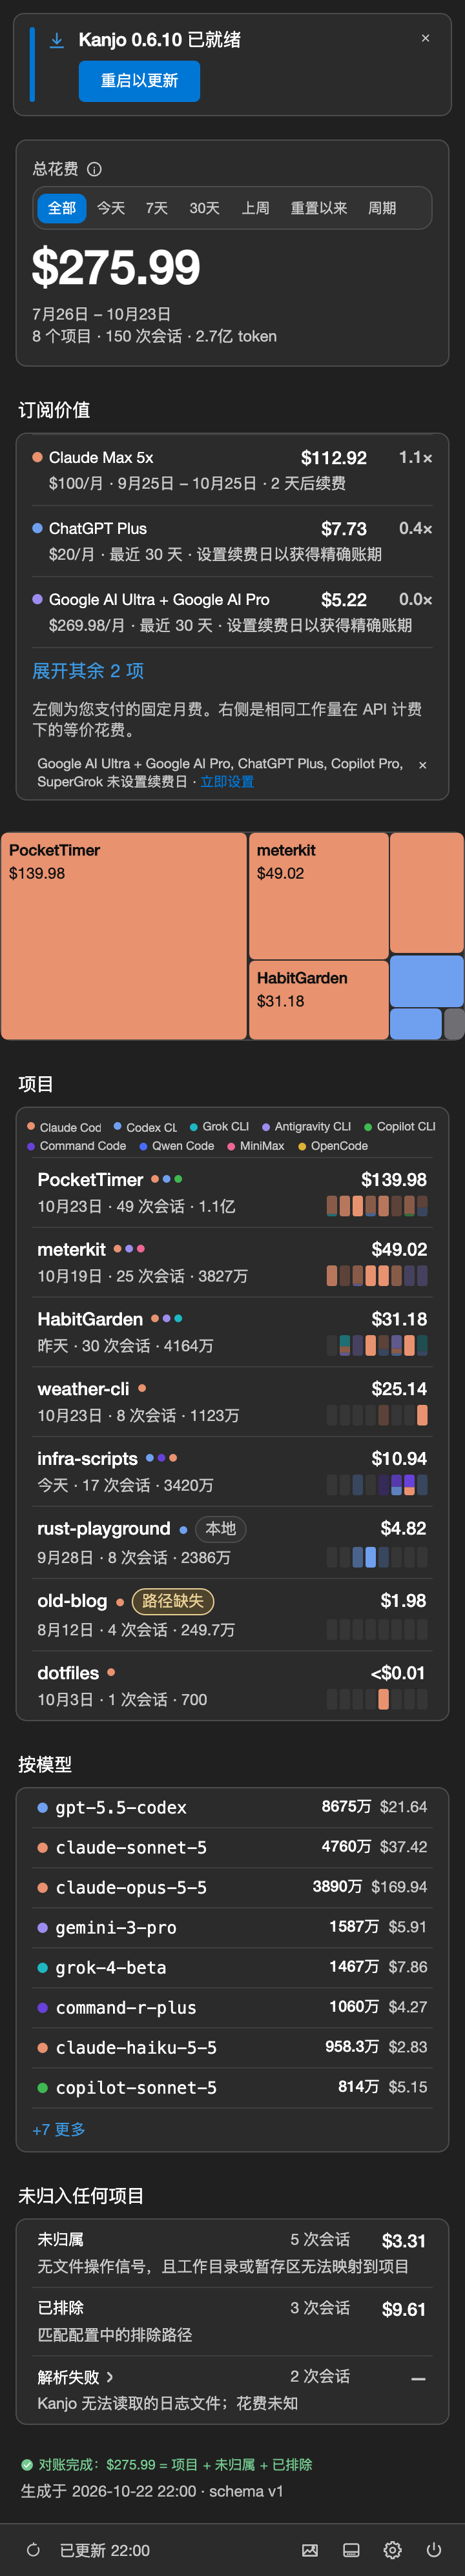 Kanjo 0.6.10 已就绪
×
重启以更新
总花费
全部 今天 7天 30天 上周 重置以来 周期
$275.99
7月26日 – 10月23日
8 个项目 · 150 次会话 · 2.7亿 token
订阅价值
Claude Max 5x $112.92 1.1×
$100/月 · 9月25日 – 10月25日 · 2 天后续费
ChatGPT Plus $7.73 0.4×
$20/月 · 最近 30 天 · 设置续费日以获得精确账期
Google AI Ultra + Google AI Pro $5.22 0.0×
$269.98/月 · 最近 30 天 · 设置续费日以获得精确账期
展开其余 2 项
左侧为您支付的固定月费。右侧是相同工作量在 API 计费
下的等价花费。
Google AI Ultra + Google AI Pro, ChatGPT Plus, Copilot Pro, ×
SuperGrok 未设置续费日 · 立即设置
PocketTimer
$139.98
meterkit
$49.02
HabitGarden
$31.18
项目
Claude Cod Codex CL Grok CLI Antigravity CLI Copilot CLI
Command Code Qwen Code MiniMax OpenCode
PocketTimer $139.98
10月23日 · 49 次会话 · 1.1亿
meterkit $49.02
10月19日 · 25 次会话 · 3827万
HabitGarden $31.18
昨天 · 30 次会话 · 4164万
weather-cli $25.14
10月23日 · 8 次会话 · 1123万
infra-scripts $10.94
今天 · 17 次会话 · 3420万
rust-playground 本地 $4.82
9月28日 · 8 次会话 · 2386万
old-blog 路径缺失 $1.98
8月12日 · 4 次会话 · 249.7万
dotfiles <$0.01
10月3日 · 1 次会话 · 700
按模型
gpt-5.5-codex 8675万 $21.64
claude-sonnet-5 4760万 $37.42
claude-opus-5-5 3890万 $169.94
gemini-3-pro 1587万 $5.91
grok-4-beta 1467万 $7.86
command-r-plus 1060万 $4.27
claude-haiku-5-5 958.3万 $2.83
copilot-sonnet-5 814万 $5.15
+7 更多
未归入任何项目
未归属 5 次会话 $3.31
无文件操作信号，且工作目录或暂存区无法映射到项目
已排除 3 次会话 $9.61
匹配配置中的排除路径
解析失败 › 2 次会话 —
Kanjo 无法读取的日志文件；花费未知
对账完成：$275.99 = 项目 + 未归属 + 已排除
生成于 2026-10-22 22:00 · schema v1
已更新 22:00